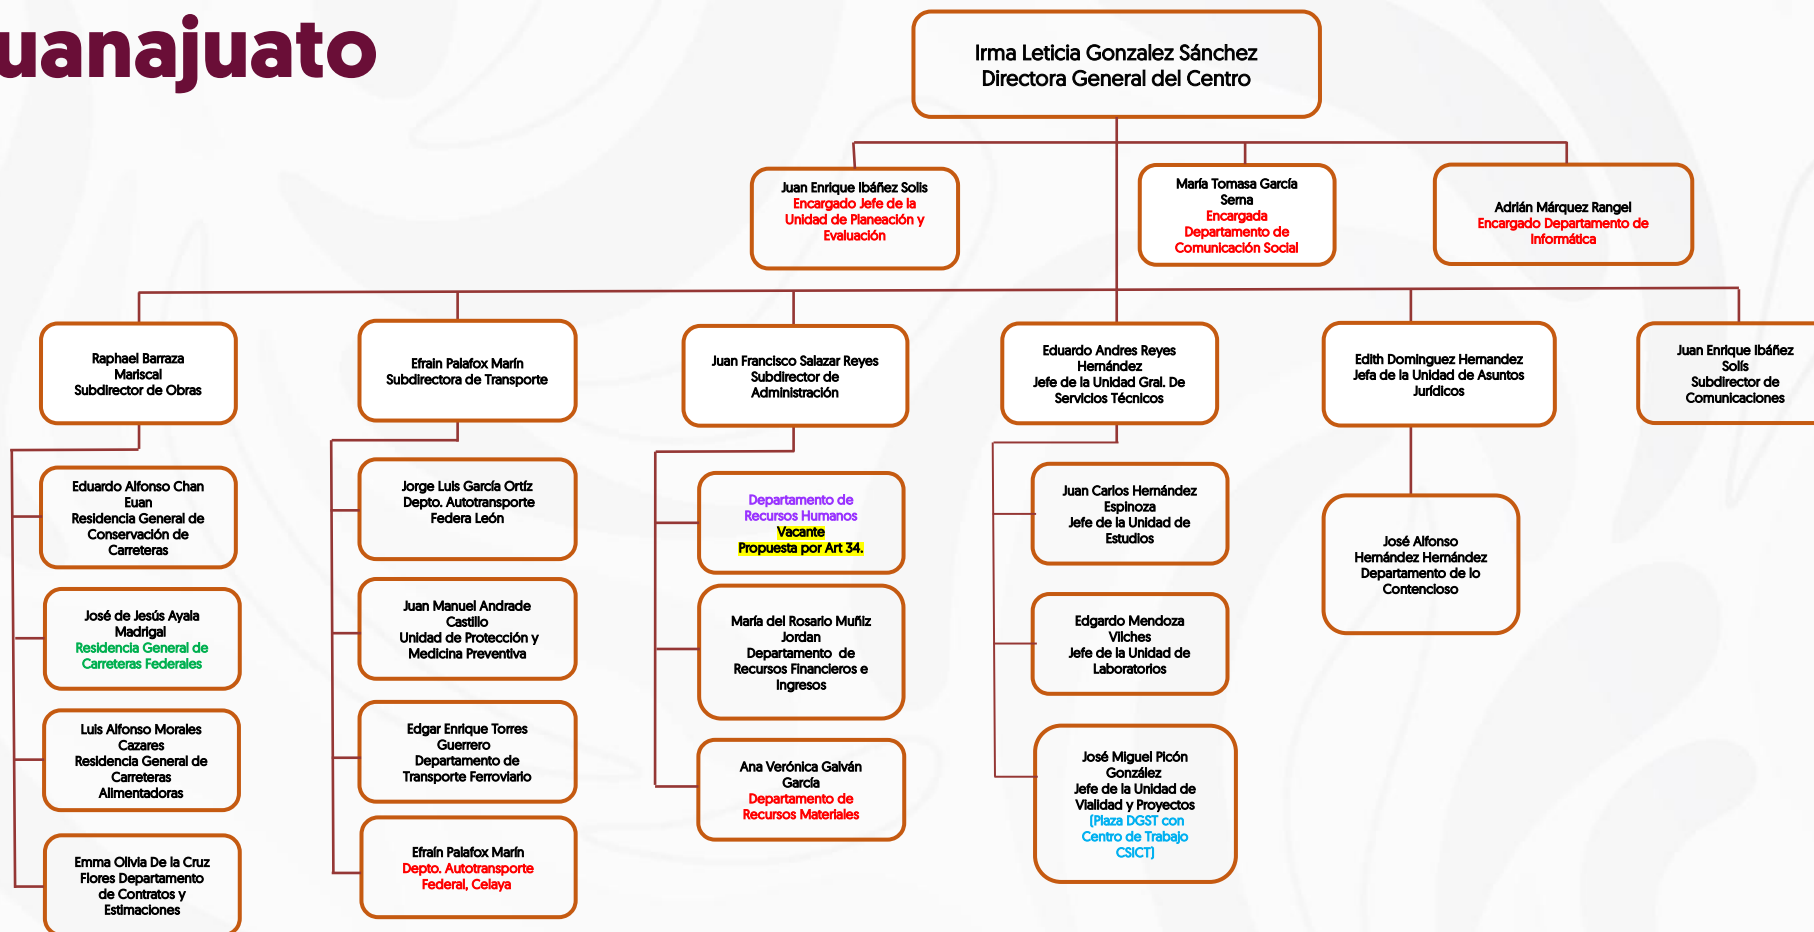 uanajuato
Irma Leticia Gonzalez Sánchez
Directora General del Centro
Juan Enrique Ibáñez Solis
Encargado Jefe de la
Unidad de Planeación y
Evaluación
María Tomasa García
Serna
Encargada
Departamento de
Comunicación Social
Adrián Márquez Rangel
Encargado Departamento de
Informática
Raphael Barraza
Mariscal
Subdirector de Obras
Efrain Palafox Marín
Subdirectora de Transporte
Juan Francisco Salazar Reyes
Subdirector de
Administración
Eduardo Andres Reyes
Hernández
Jefe de la Unidad Gral. De
Servicios Técnicos
Edith Dominguez Hernandez
Jefa de la Unidad de Asuntos
Jurídicos
Juan Enrique Ibáñez
Solís
Subdirector de
Comunicaciones
Eduardo Alfonso Chan
Euan
Residencia General de
Conservación de
Carreteras
José de Jesús Ayala
Madrigal
Residencia General de
Carreteras Federales
Luis Alfonso Morales
Cazares
Residencia General de
Carreteras
Alimentadoras
Emma Olivia De la Cruz
Flores Departamento
de Contratos y
Estimaciones
Jorge Luis García Ortíz
Depto. Autotransporte
Federa León
Juan Manuel Andrade
Castillo
Unidad de Protección y
Medicina Preventiva
Edgar Enrique Torres
Guerrero
Departamento de
Transporte Ferroviario
Efraín Palafox Marín
Depto. Autotransporte
Federal, Celaya
Departamento de
Recursos Humanos
Vacante
Propuesta por Art 34.
María del Rosario Muñiz
Jordan
Departamento de
Recursos Financieros e
Ingresos
Ana Verónica Galván
García
Departamento de
Recursos Materiales
Juan Carlos Hernández
Espinoza
Jefe de la Unidad de
Estudios
Edgardo Mendoza
Vilches
Jefe de la Unidad de
Laboratorios
José Miguel Picón
González
Jefe de la Unidad de
Vialidad y Proyectos
(Plaza DGST con
Centro de Trabajo
CSICT)
José Alfonso
Hernández Hernández
Departamento de lo
Contencioso